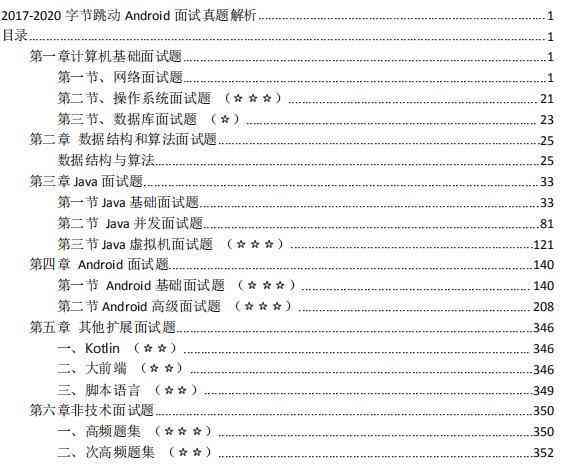 2017-2020 字节跳动 Android 面试真题解析........1
目录........1
第一章计算机基础面试题........1
第一节、网络面试题........1
第二节、操作系统面试题 （☆☆☆）........21
第三节、数据库面试题 （☆）........23
第二章 数据结构和算法面试题........25
数据结构与算法........25
第三章 Java 面试题........33
第一节 Java 基础面试题........33
第二节 Java 并发面试题........81
第三节 Java 虚拟机面试题 （☆☆☆）........121
第四章 Android 面试题........140
第一节 Android 基础面试题 （☆☆☆）........140
第二节 Android 高级面试题 （☆☆☆）........208
第五章 其他扩展面试题........346
一、Kotlin （☆☆）........346
二、大前端 （☆☆）........346
三、脚本语言 （☆☆）........349
第六章非技术面试题........350
一、高频题集 （☆☆☆）........350
二、次高频题集 （☆☆）........352